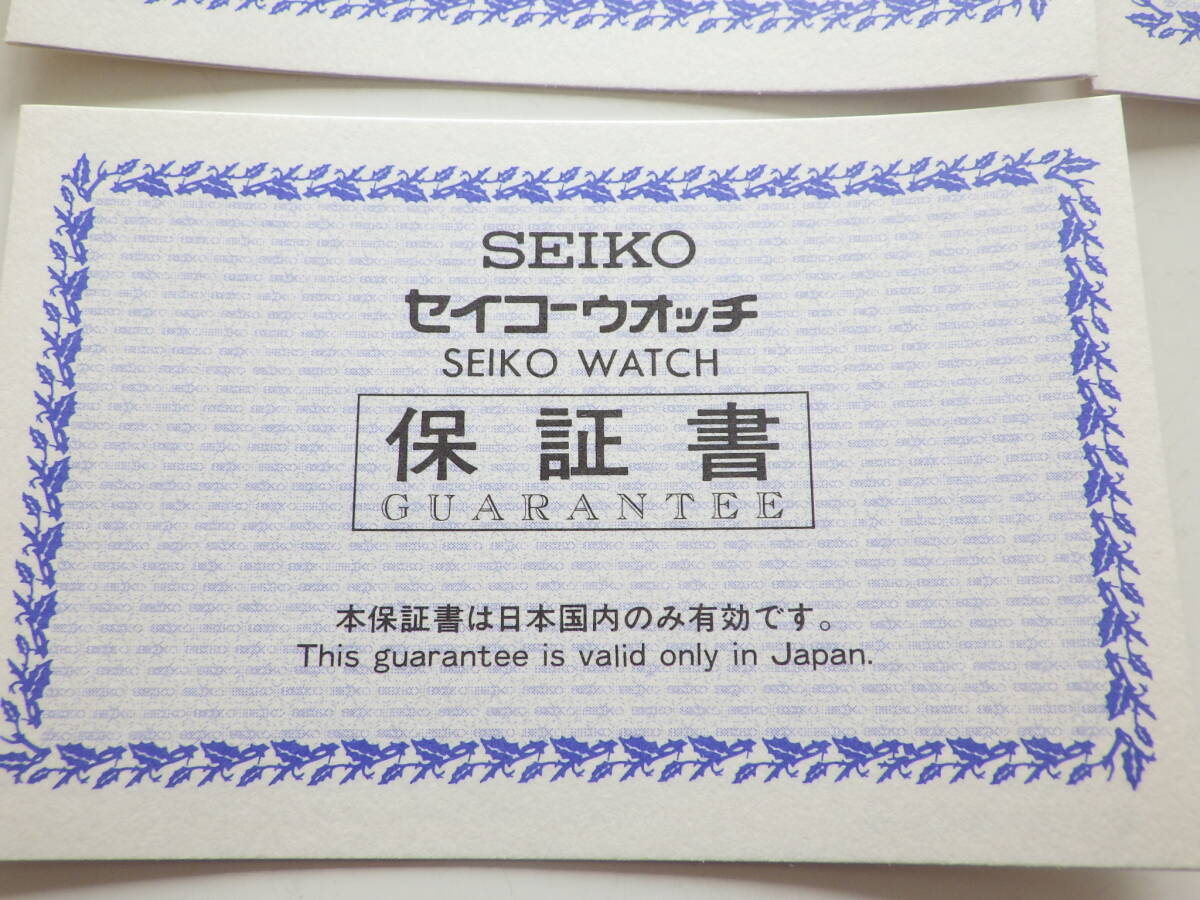 SEIKO
セイコーウオッチ
SEIKO WATCH
保証書
GUARANTEE
本保証書は日本国内のみ有効です。
This guarantee is valid only in Japan.